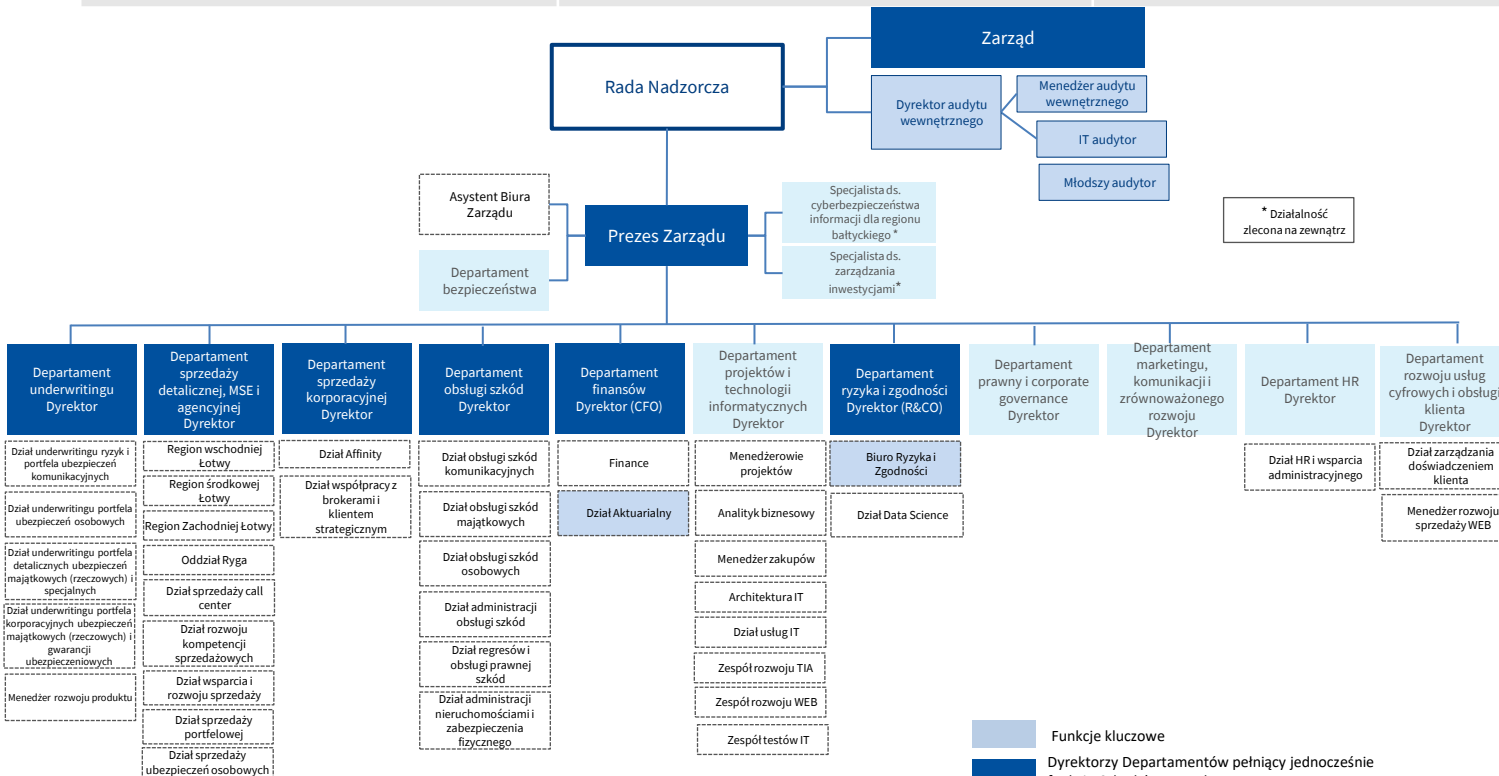 Zarząd
Rada Nadzorcza
Dyrektor audytu
wewnętrznego
Menedżer audytu
wewnętrznego
IT audytor
Młodszy audytor
Asystent Biura
Zarządu
Departament
bezpieczeństwa
Prezes Zarządu
Specjalista ds.
cyberbezpieczeństwa
informacji dla regionu
bałtyckiego *
Specjalista ds.
zarządzania
inwestycjami*
* Działalność
zlecona na zewnątrz
Departament
underwritingu
Dyrektor
Departament
sprzedaży
detalicznej, MSE i
agencyjnej
Dyrektor
Departament
sprzedaży
korporacyjnej
Dyrektor
Departament
obsługi szkód
Dyrektor
Departament
finansów
Dyrektor (CFO)
Departament
projektów i
technologii
informatycznych
Dyrektor
Departament
ryzyka i zgodności
Dyrektor (R&CO)
Departament
prawny i corporate
governance
Dyrektor
Departament
marketingu,
komunikacji i
zrównoważonego
rozwoju
Dyrektor
Departament HR
Dyrektor
Departament
rozwoju usług
cyfrowych i obsługi
klienta
Dyrektor
Dział underwritingu ryzyk i
portfela ubezpieczeń
komunikacyjnych
Dział underwritingu portfela
ubezpieczeń osobowych
Dział underwritingu portfela
detalicznych ubezpieczeń
majątkowych (rzeczowych) i
specjalnych
Dział underwritingu portfela
korporacyjnych ubezpieczeń
majątkowych (rzeczowych) i
gwarancji
ubezpieczeniowych
Menedżer rozwoju produktu
Region wschodniej
Łotwy
Region środkowej
Łotwy
Region Zachodniej Łotwy
Oddział Ryga
Dział sprzedaży call
center
Dział rozwoju
kompetencji
sprzedażowych
Dział wsparcia i
rozwoju sprzedaży
Dział sprzedaży
portfelowej
Dział sprzedaży
ubezpieczeń osobowych
Dział Affinity
Dział współpracy z
brokerami i
klientem
strategicznym
Dział obsługi szkód
komunikacyjnych
Dział obsługi szkód
majątkowych
Dział obsługi szkód
osobowych
Dział administracji
obsługi szkód
Dział regresów i
obsługi prawnej
szkód
Dział administracji
nieruchomościami i
zabezpieczenia
fizycznego
Finance
Dział Aktuarialny
Menedżerowie
projektów
Analityk biznesowy
Menedżer zakupów
Architektura IT
Dział usług IT
Zespół rozwoju TIA
Zespół rozwoju WEB
Zespół testów IT
Biuro Ryzyka i
Zgodności
Dział Data Science
Dział HR i wsparcia
administracyjnego
Dział zarządzania
doświadczeniem
klienta
Menedżer rozwoju
sprzedaży WEB
Funkcje kluczowe
Dyrektorzy Departamentów pełniący jednocześnie